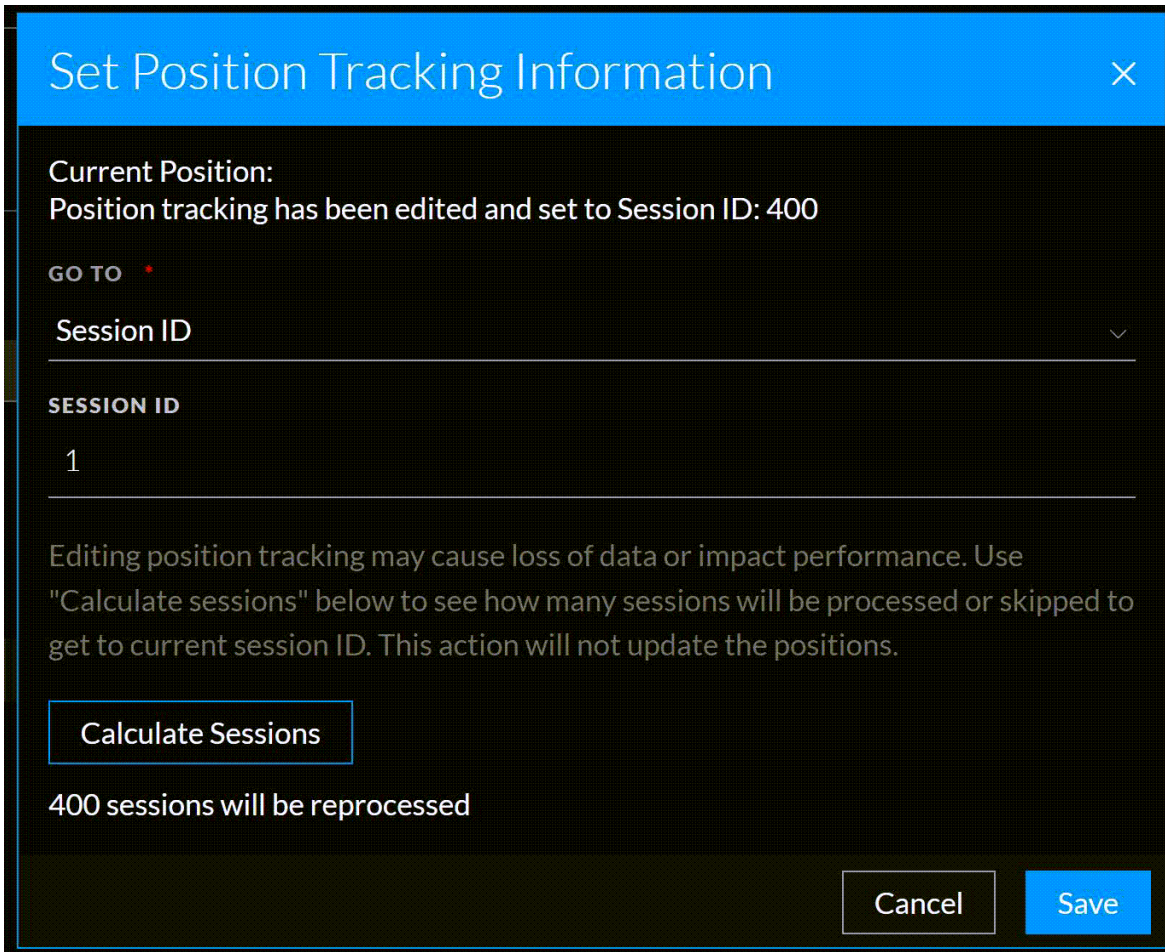 Set Position Tracking Information
Current Position:
Position tracking has been edited and set to Session ID: 400
GO TO *
Session ID
SESSION ID
1
Editing position tracking may cause loss of data or impact performance. Use
"Calculate sessions" below to see how many sessions will be processed or skipped to
get to current session ID. This action will not update the positions.
Calculate Sessions
400 sessions will be reprocessed
Cancel Save